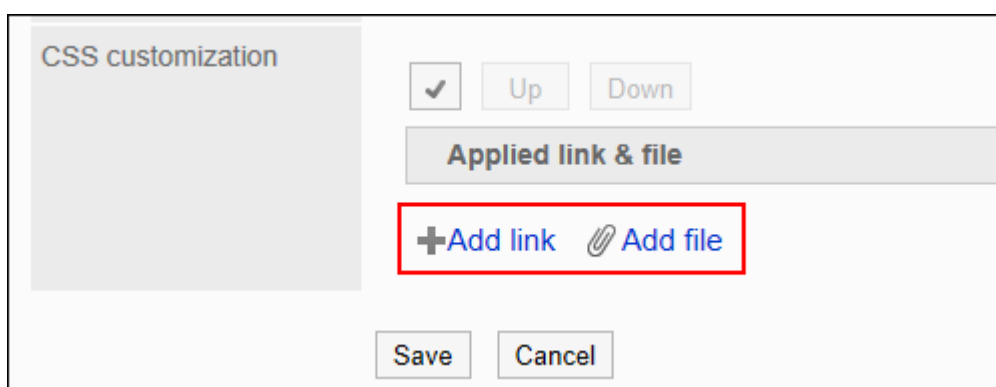 CSS customization
Up Down
Applied link & file
Add link Add file
Save Cancel